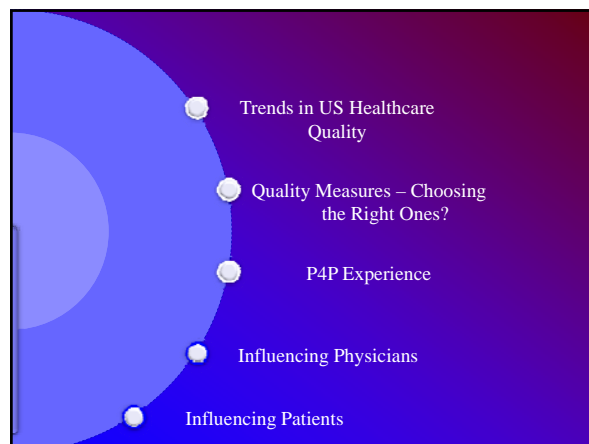 Trends in US Healthcare
Quality
Quality Measures – Choosing
the Right Ones?
P4P Experience
Influencing Physicians
Influencing Patients